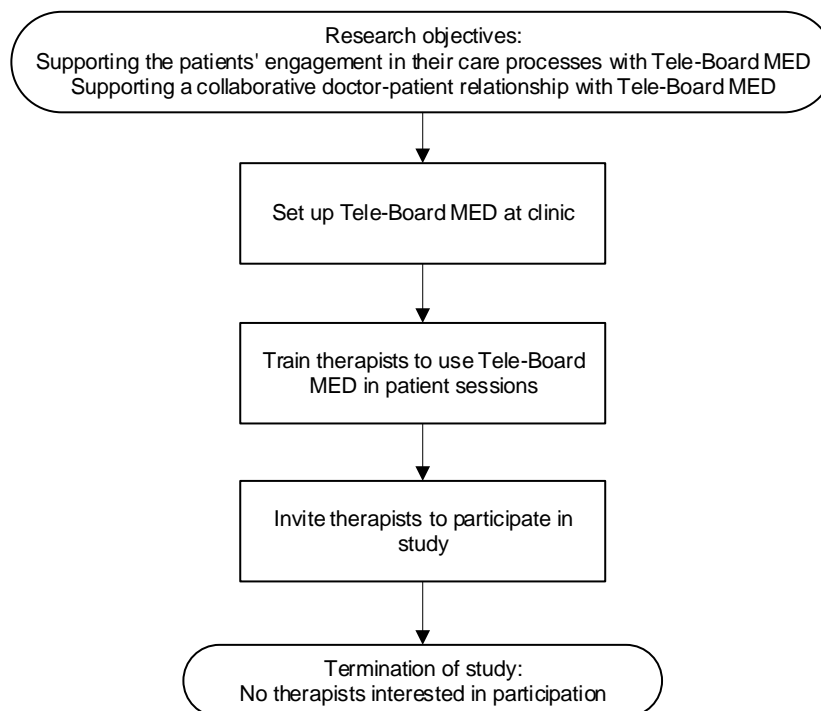 Research objectives:
Supporting the patients' engagement in their care processes with Tele-Board MED
Supporting a collaborative doctor-patient relationship with Tele-Board MED
Set up Tele-Board MED at clinic
Train therapists to use Tele-Board
MED in patient sessions
Invite therapists to participate in
study
Termination of study:
No therapists interested in participation